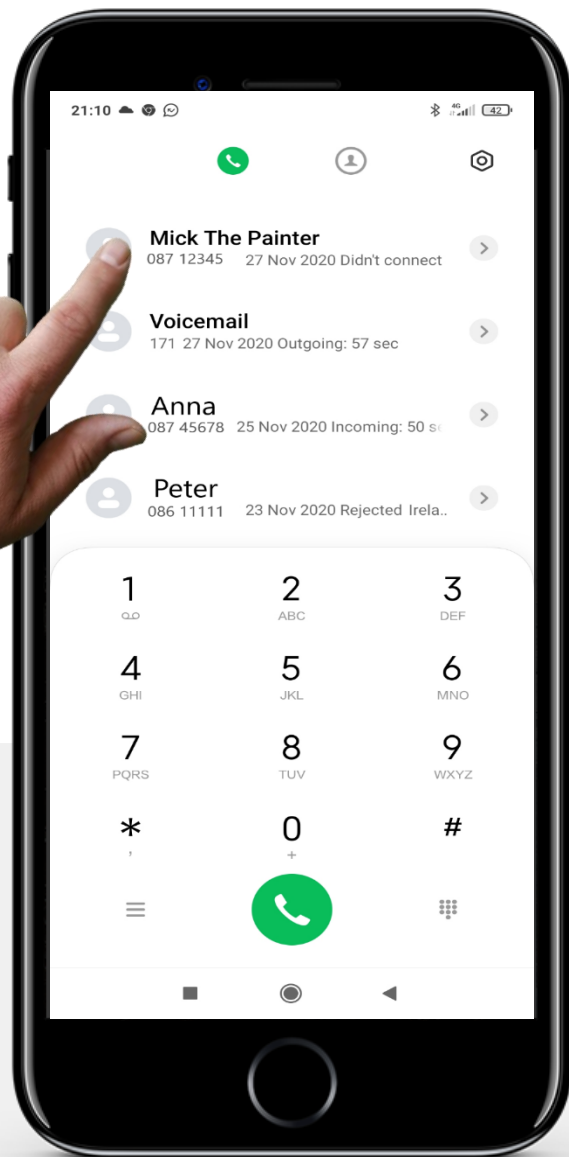 21:10 4G 42
Mick The Painter
087 12345 27 Nov 2020 Didn't connect
Voicemail
171 27 Nov 2020 Outgoing: 57 sec
Anna
087 45678 25 Nov 2020 Incoming: 50 s
Peter
086 11111 23 Nov 2020 Rejected Irela..
1 2 3
ABC DEF
4 5 6
GHI JKL MNO
7 8 9
PQRS TUV WXYZ
* 0 #
, +